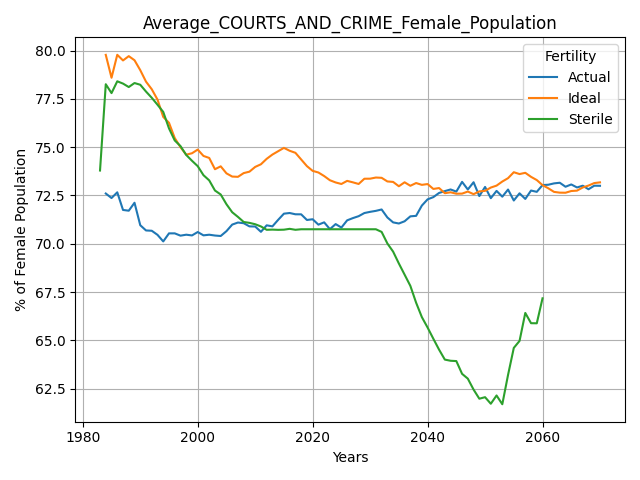 Average_COURTS_AND_CRIME_Female_Population
% of Female Population
80.0
77.5
75.0
72.5
70.0
67.5
65.0
62.5
Fertility
Actual
Ideal
Sterile
1980
2000
2020
2040
2060
Years